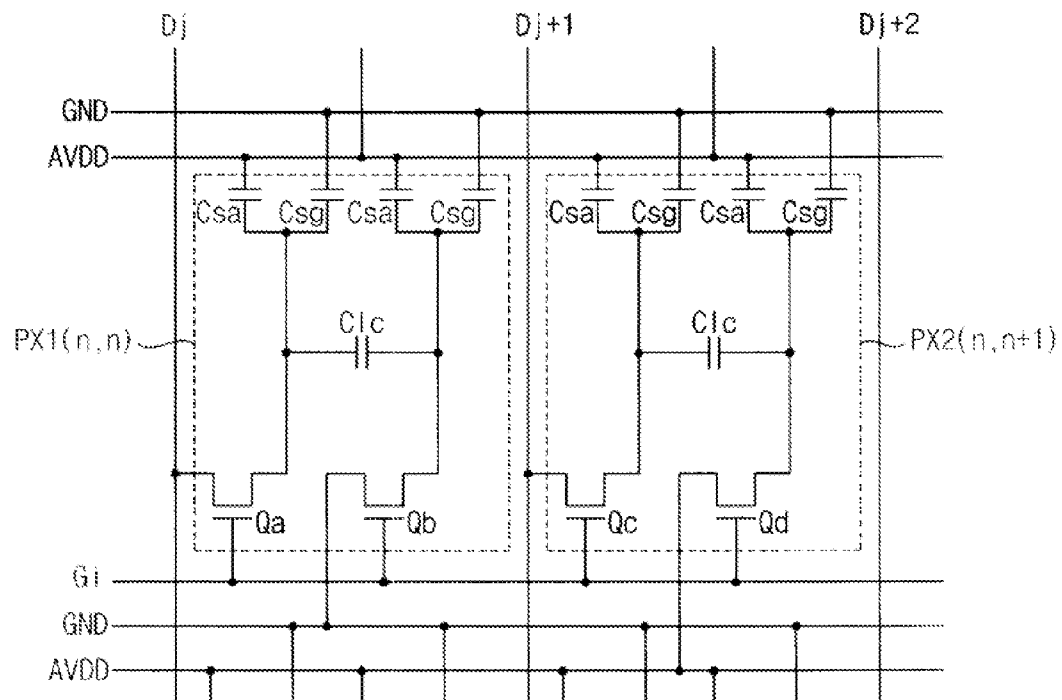 Dj Dj+1 Dj+2
GND
AVDD
Csa Csg Csa Csg Csa Csg Csa Csg
Clc Clc
PX1(n,n) PX2(n,n+1)
Qa Qb Qc Qd
Gi
GND
AVDD